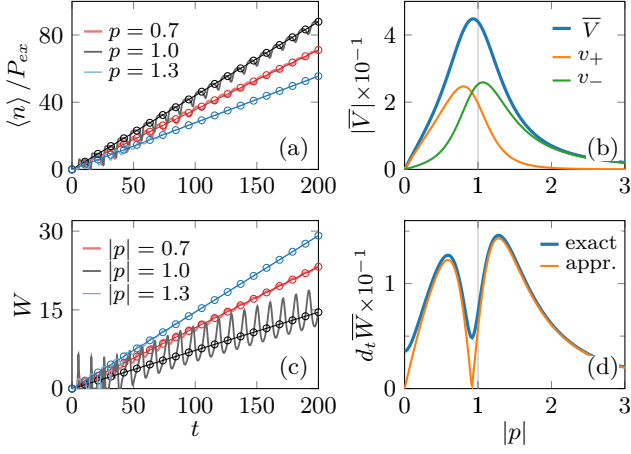 ⟨n⟩ /P_ex
80
40
0
p = 0.7
p = 1.0
p = 1.3
(a)
0 50 100 150 200
|V̅|×10⁻¹
4
2
0
V̅
v₊
v₋
(b)
0 1 1 2 3
W
30
15
0
|p| = 0.7
|p| = 1.0
|p| = 1.3
(c)
0 50 100 150 200
t
d_t W̅×10⁻¹
1
0
exact
appr.
(d)
0 1 1 2 3
|p|